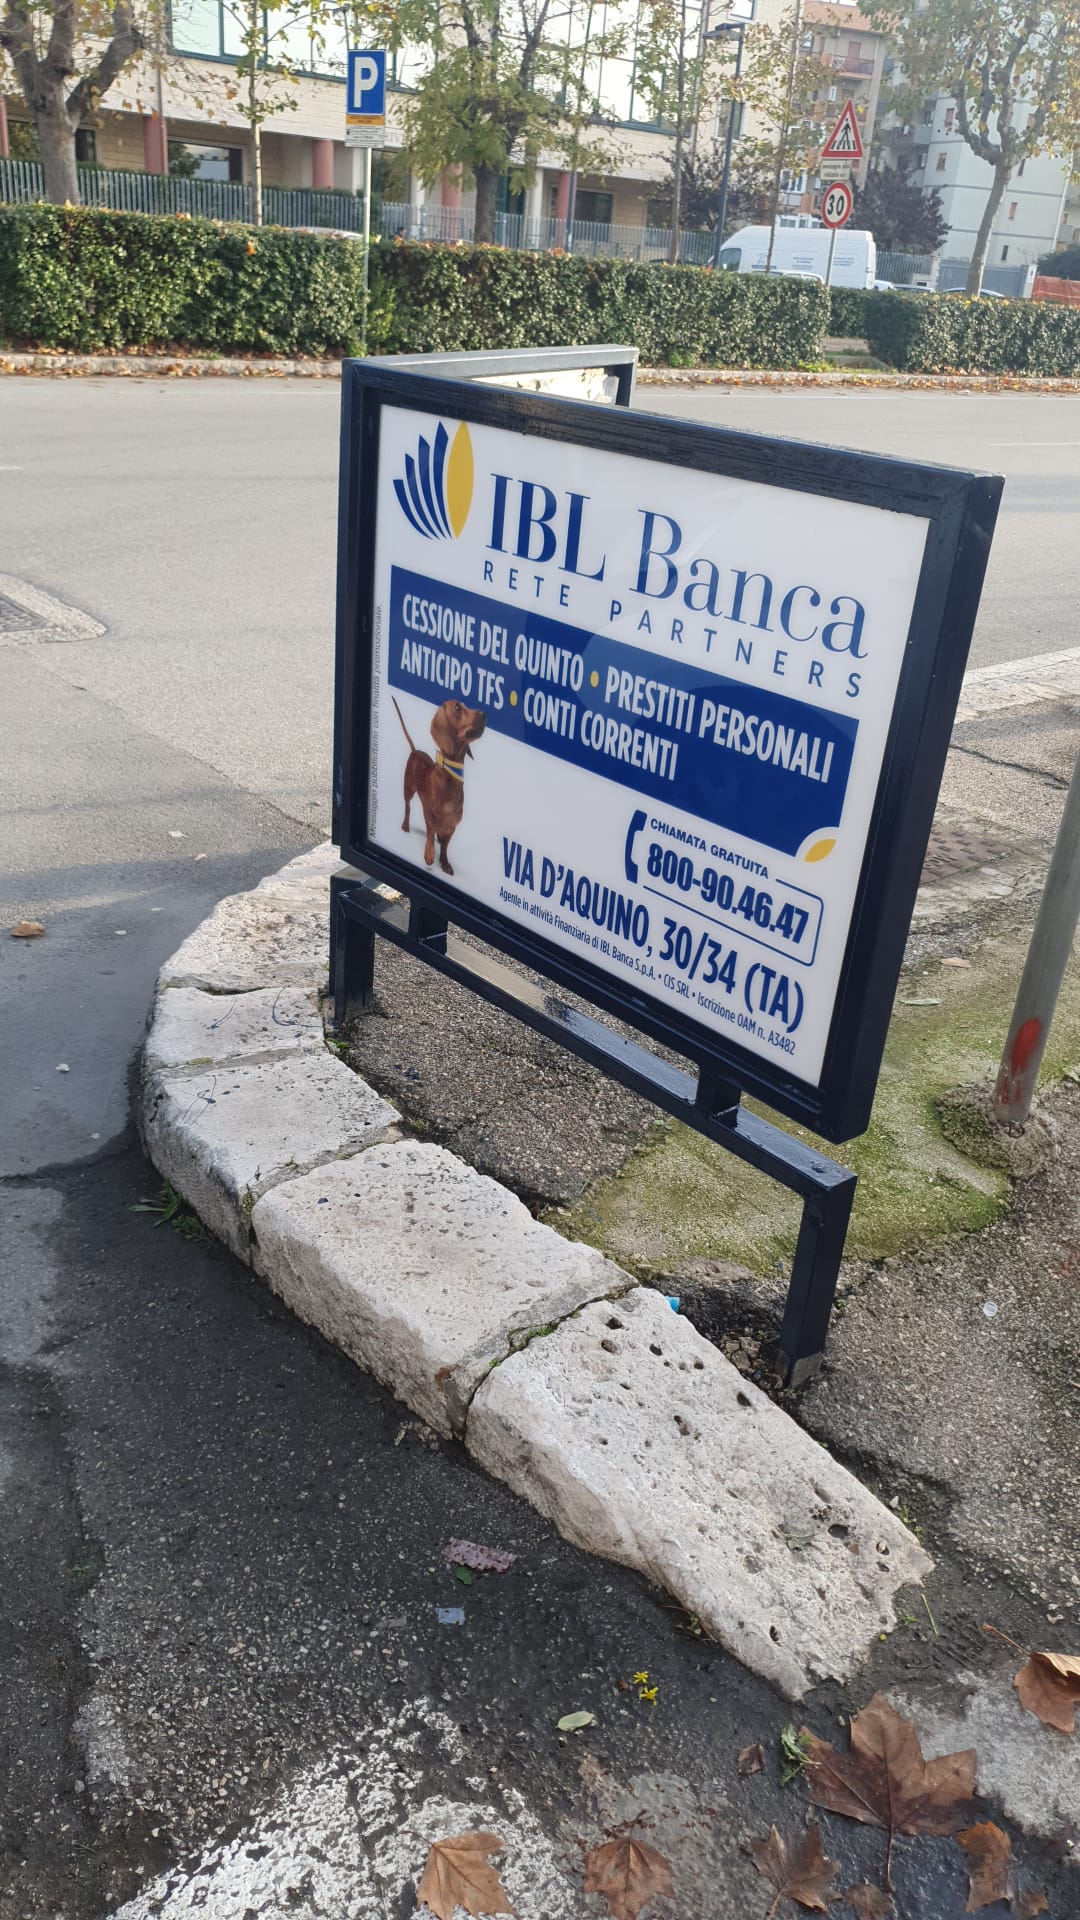 P
30
IBL Banca
RETE PARTNERS
CESSIONE DEL QUINTO • PRESTITI PERSONALI
ANTICIPO TFS • CONTI CORRENTI
CHIAMATA GRATUITA
800-90.46.47
VIA D'AQUINO, 30/34 (TA)
Agente in attività Finanziaria di IBL Banca S.p.A. • CIS SRL • Iscrizione OAM n. A3482
Messaggio pubblicitario con finalità promozionale.